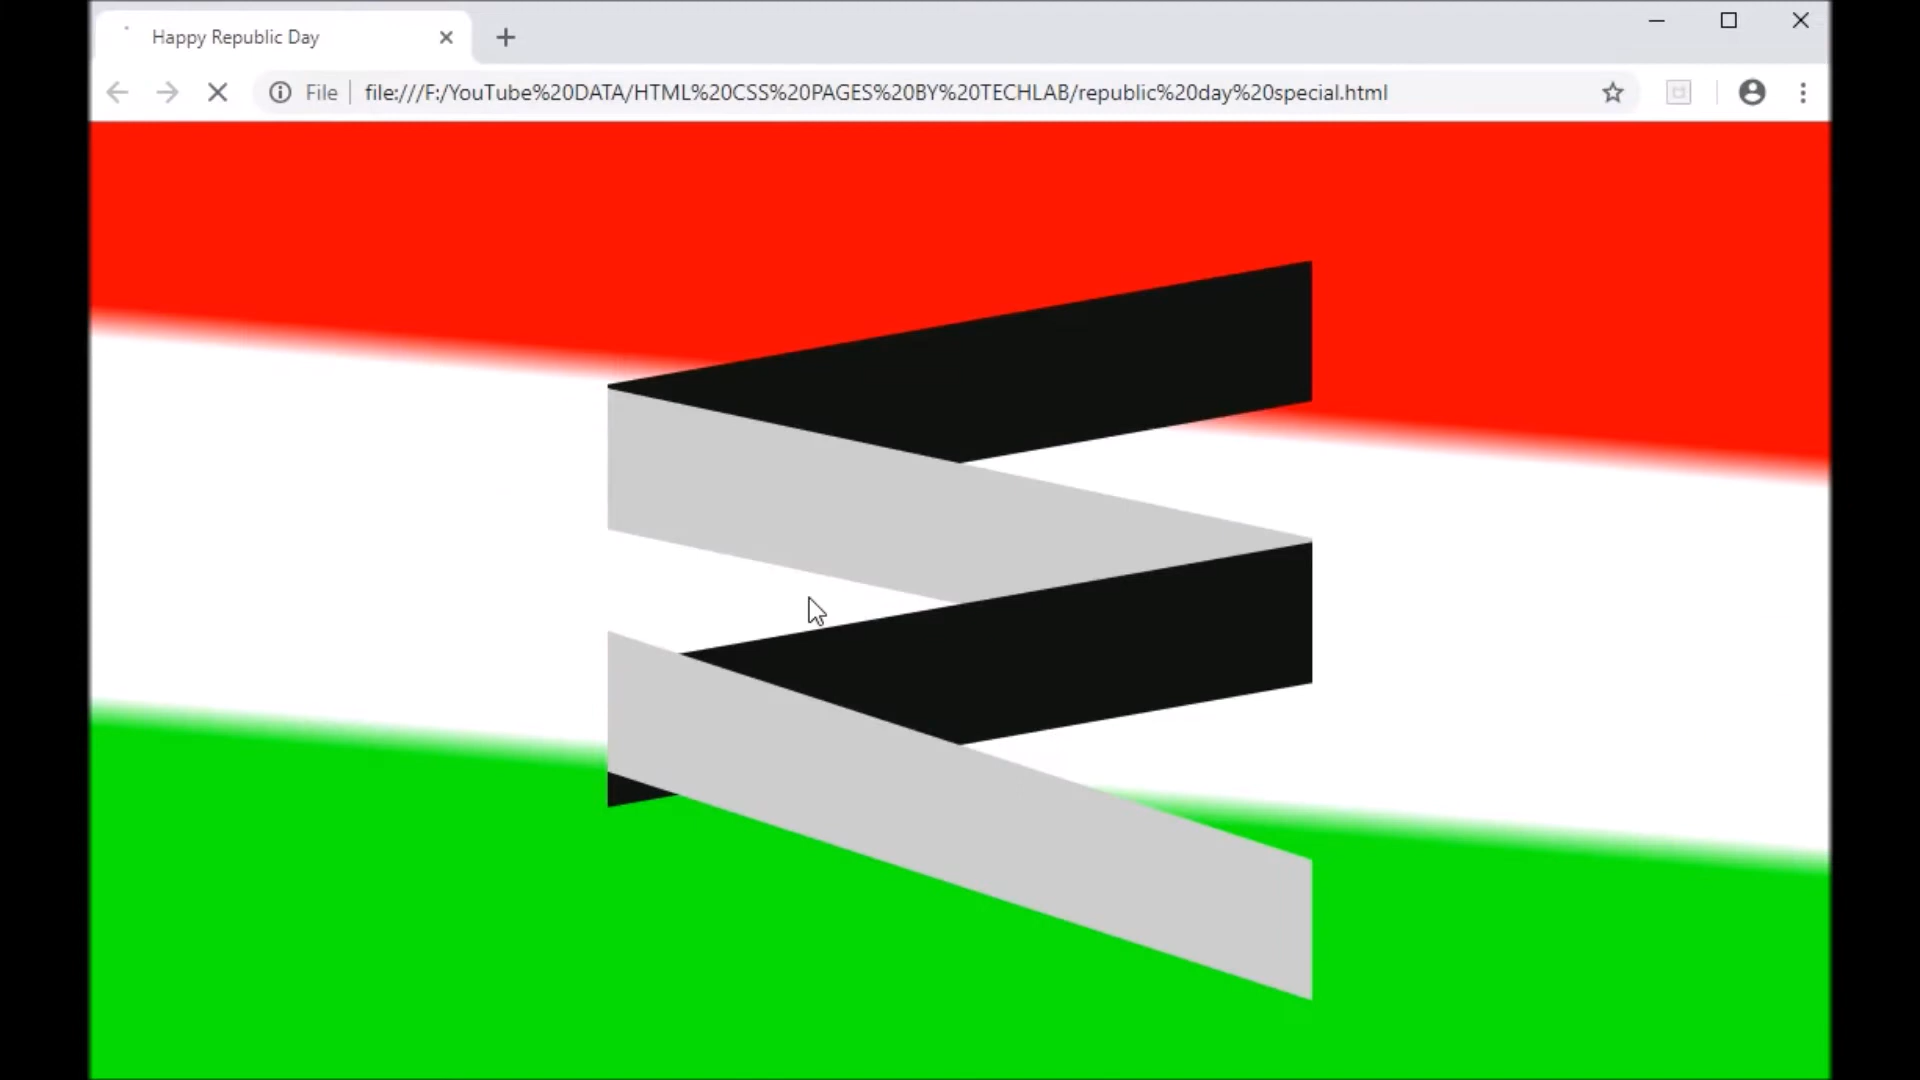 Happy Republic Day
File
file:///F:/YouTube%20DATA/HTML%20CSS%20PAGES%20BY%20TECHLAB/republic%20day%20special.html